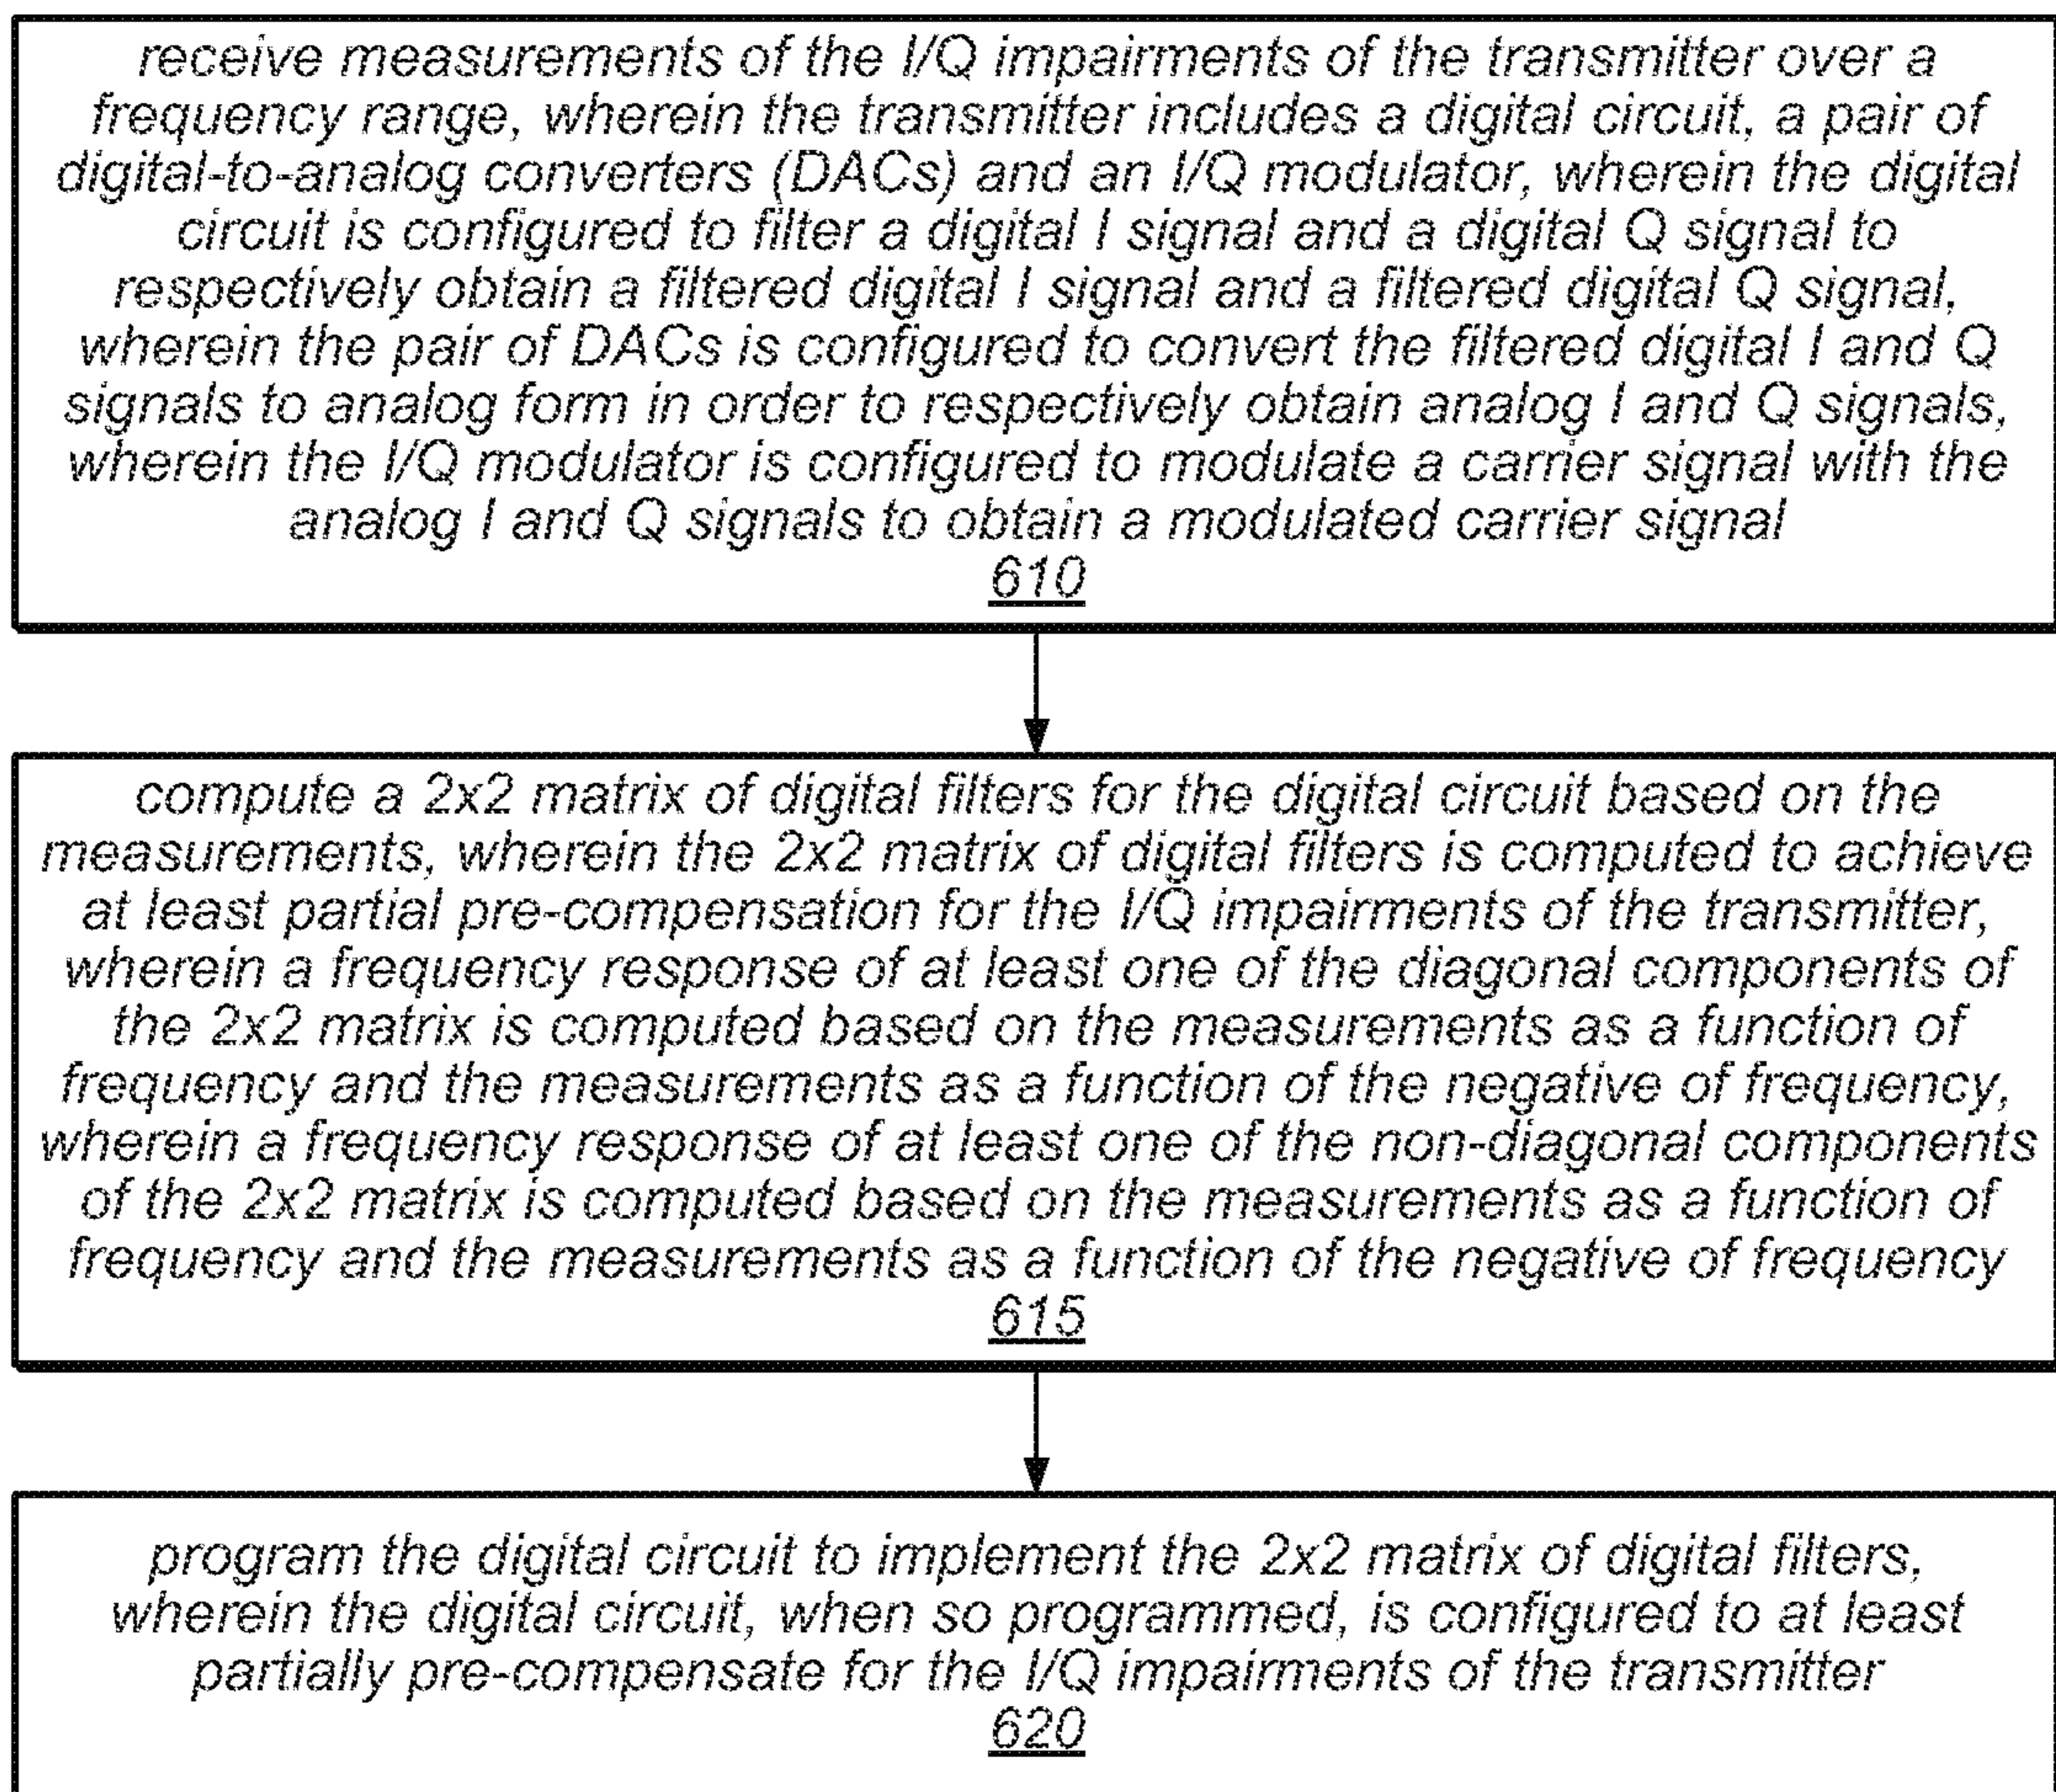 receive measurements of the I/Q impairments of the transmitter over a
frequency range, wherein the transmitter includes a digital circuit, a pair of
digital-to-analog converters (DACs) and an I/Q modulator, wherein the digital
circuit is configured to filter a digital I signal and a digital Q signal to
respectively obtain a filtered digital I signal and a filtered digital Q signal,
wherein the pair of DACs is configured to convert the filtered digital I and Q
signals to analog form in order to respectively obtain analog I and Q signals,
wherein the I/Q modulator is configured to modulate a carrier signal with the
analog I and Q signals to obtain a modulated carrier signal
610
compute a 2x2 matrix of digital filters for the digital circuit based on the
measurements, wherein the 2x2 matrix of digital filters is computed to achieve
at least partial pre-compensation for the I/Q impairments of the transmitter,
wherein a frequency response of at least one of the diagonal components of
the 2x2 matrix is computed based on the measurements as a function of
frequency and the measurements as a function of the negative of frequency,
wherein a frequency response of at least one of the non-diagonal components
of the 2x2 matrix is computed based on the measurements as a function of
frequency and the measurements as a function of the negative of frequency
615
program the digital circuit to implement the 2x2 matrix of digital filters,
wherein the digital circuit, when so programmed, is configured to at least
partially pre-compensate for the I/Q impairments of the transmitter
620